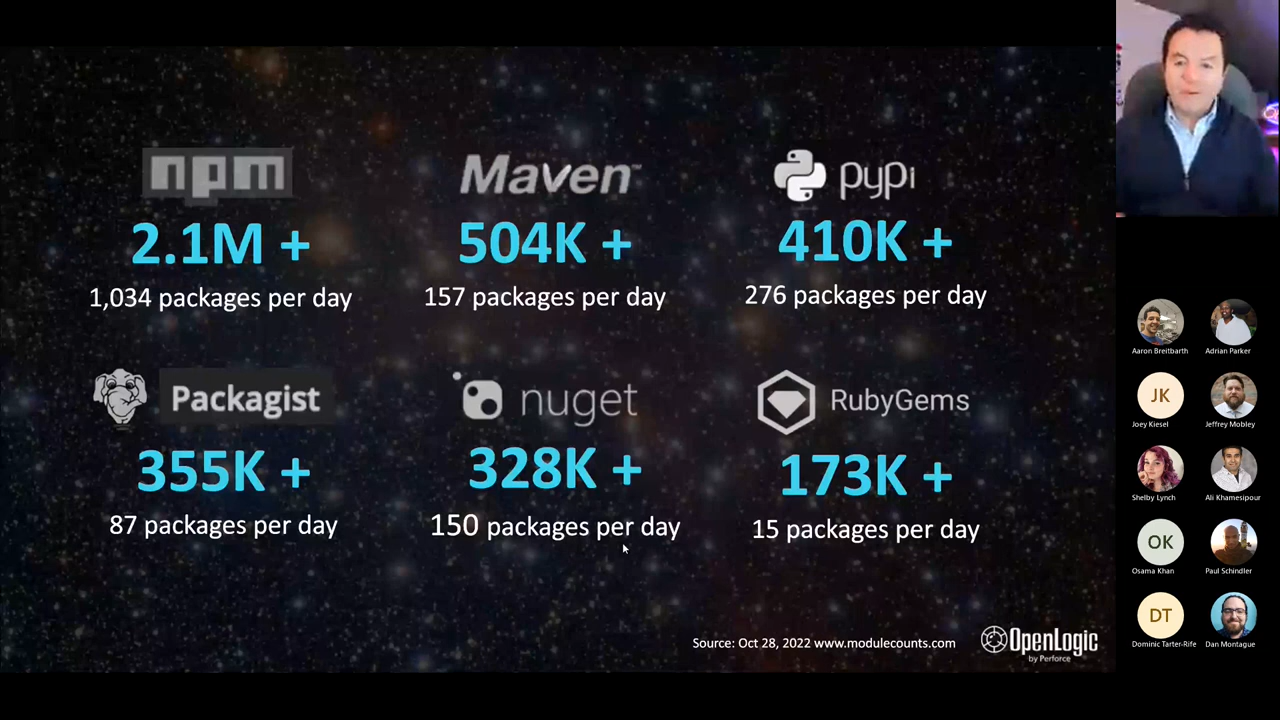 npm
2.1M +
1,034 packages per day
Maven™
504K +
157 packages per day
pyPi
410K +
276 packages per day
Packagist
355K +
87 packages per day
nuget
328K +
150 packages per day
RubyGems
173K +
15 packages per day
Source: Oct 28, 2022 www.modulecounts.com
OpenLogic
by Perforce
Aaron Breitbarth
Adrian Parker
JK
Joey Kiesel
Jeffrey Mobley
Shelby Lynch
Ali Khamesipour
OK
Osama Khan
Paul Schindler
DT
Dominic Tarter-Rife
Dan Montague